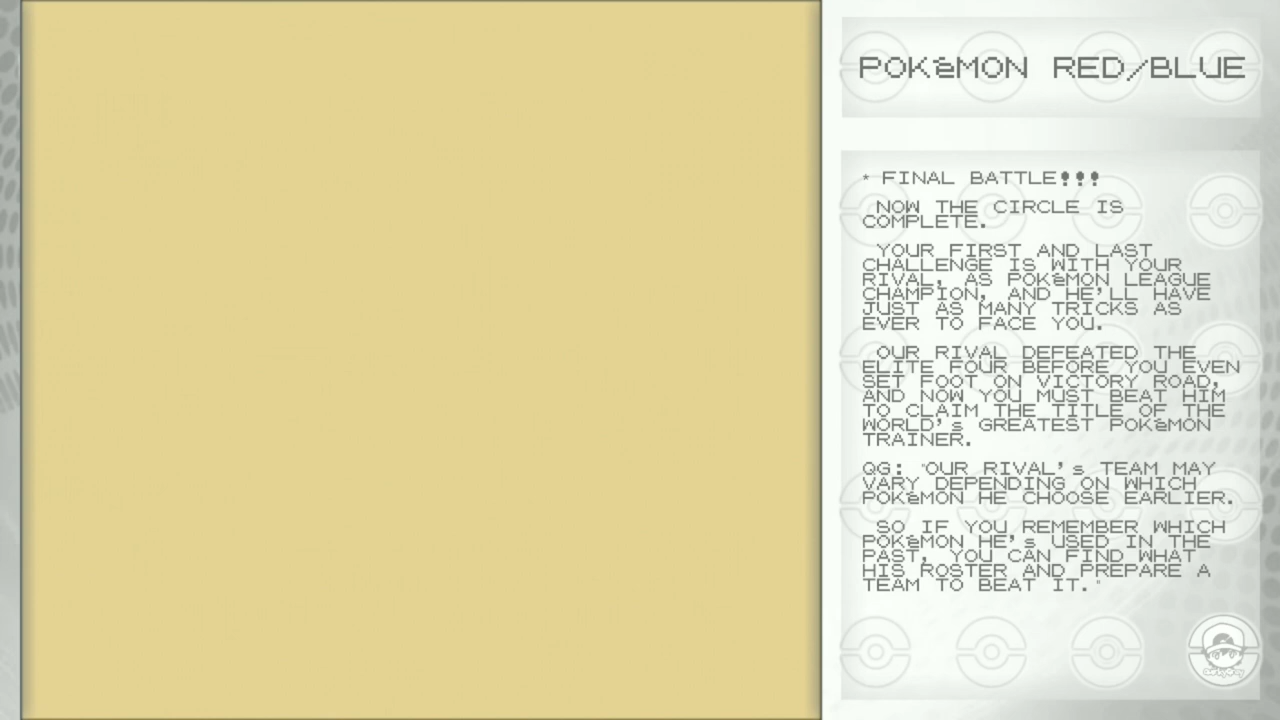 POKéMON RED/BLUE
* FINAL BATTLE!!!
NOW THE CIRCLE IS
COMPLETE.
YOUR FIRST AND LAST
CHALLENGE IS WITH YOUR
RIVAL, AS POKéMON LEAGUE
CHAMPION, AND HE'LL HAVE
JUST AS MANY TRICKS AS
EVER TO FACE YOU.
OUR RIVAL DEFEATED THE
ELITE FOUR BEFORE YOU EVEN
SET FOOT ON VICTORY ROAD,
AND NOW YOU MUST BEAT HIM
TO CLAIM THE TITLE OF THE
WORLD's GREATEST POKéMON
TRAINER.
QG: "OUR RIVAL's TEAM MAY
VARY DEPENDING ON WHICH
POKéMON HE CHOOSE EARLIER.
SO IF YOU REMEMBER WHICH
POKéMON HE's USED IN THE
PAST, YOU CAN FIND WHAT
HIS ROSTER AND PREPARE A
TEAM TO BEAT IT."